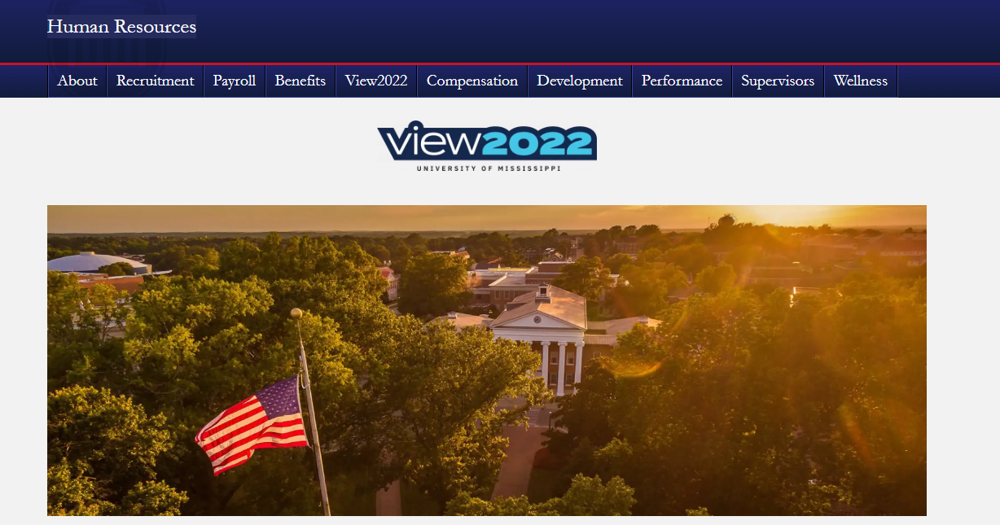 Human Resources
About Recruitment Payroll Benefits View2022 Compensation Development Performance Supervisors Wellness
view2022
UNIVERSITY OF MISSISSIPPI